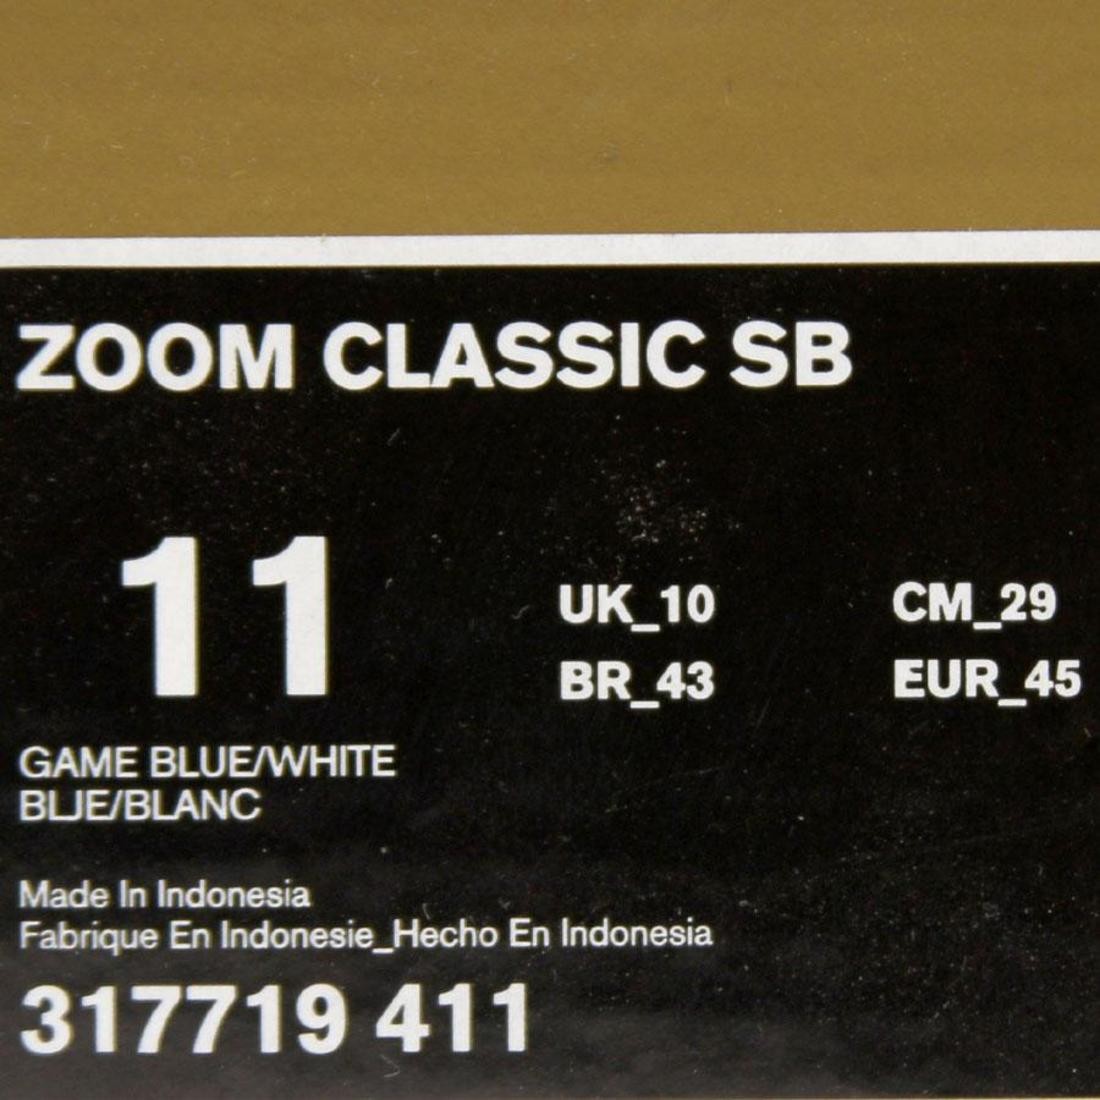 ZOOM CLASSIC SB
11
UK_10 CM_29
BR_43 EUR_45
GAME BLUE/WHITE
BLJE/BLANC
Made In Indonesia
Fabrique En Indonesie_Hecho En Indonesia
317719 411